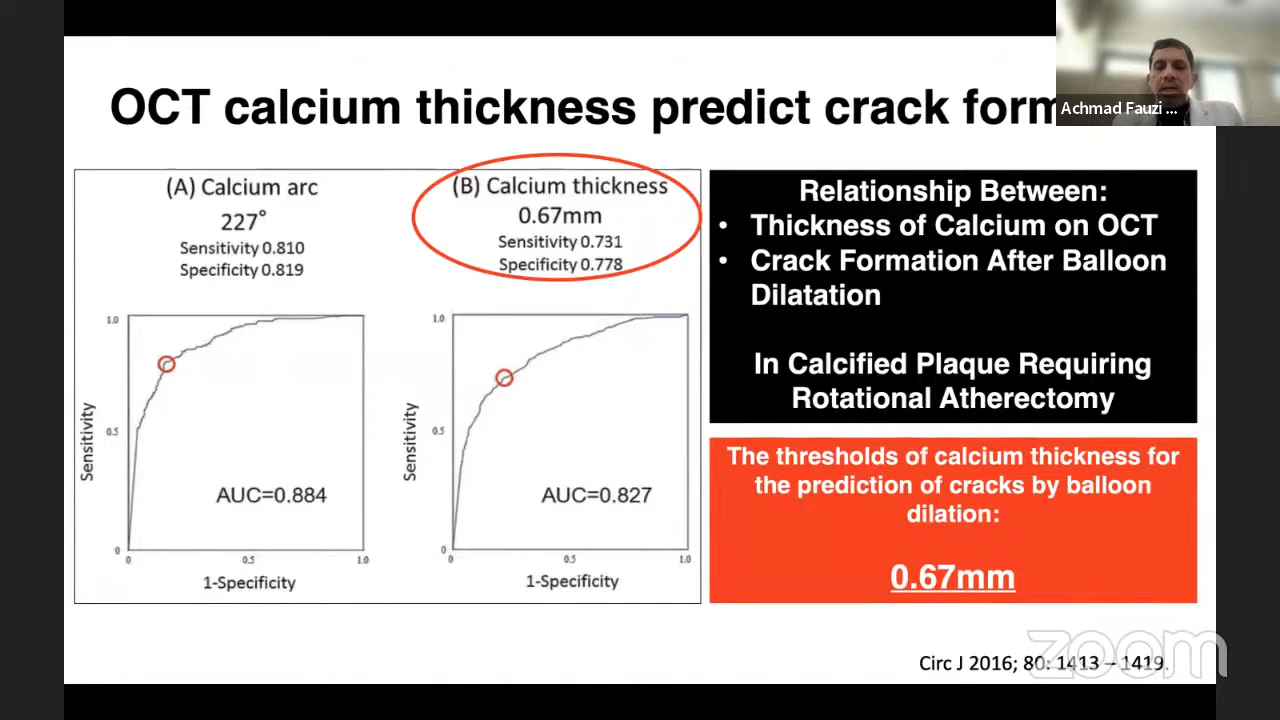 OCT calcium thickness predict crack form
Achmad Fauzi ...
(A) Calcium arc
227°
Sensitivity 0.810
Specificity 0.819
(B) Calcium thickness
0.67mm
Sensitivity 0.731
Specificity 0.778
1.0
0.5
0
Sensitivity
AUC=0.884
0
0.5
1.0
1-Specificity
1.0
0.5
0
Sensitivity
AUC=0.827
0
0.5
1.0
1-Specificity
Relationship Between:
• Thickness of Calcium on OCT
• Crack Formation After Balloon
Dilatation
In Calcified Plaque Requiring
Rotational Atherectomy
The thresholds of calcium thickness for
the prediction of cracks by balloon
dilation:
0.67mm
Circ J 2016; 80: 1413 – 1419.
zoom